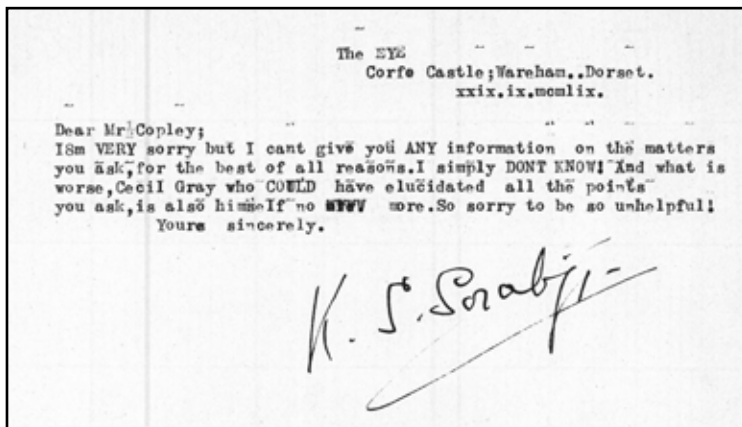 The EYE
Corfe Castle;Wareham..Dorset.
xxix.ix.mcmlix.
Dear Mr Copley;
I8m VERY sorry but I cant give you ANY information on the matters
you ask,for the best of all reasons.I simply DONT KNOW! And what is
worse,Cecil Gray who COULD have elucidated all the points
you ask,is also himself no more.So sorry to be so unhelpful!
Yours sincerely.
K. S. Sorabji